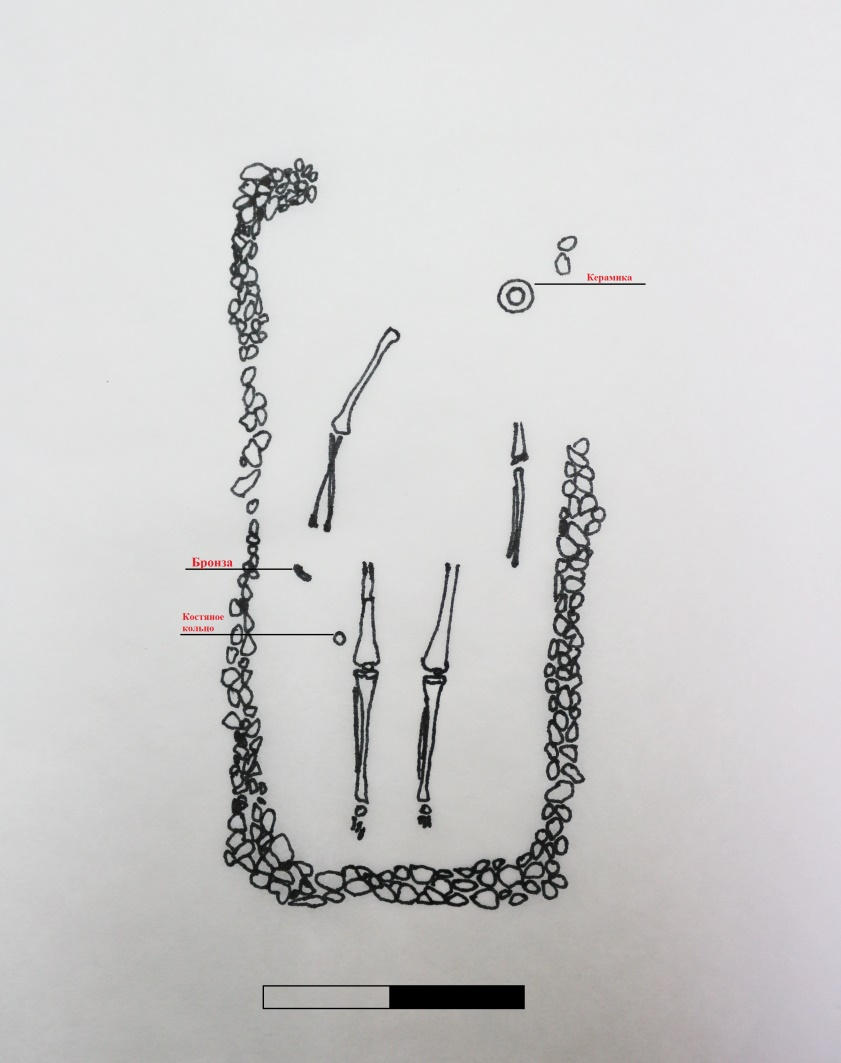 Керамика
Бронза
Костяное
кольцо